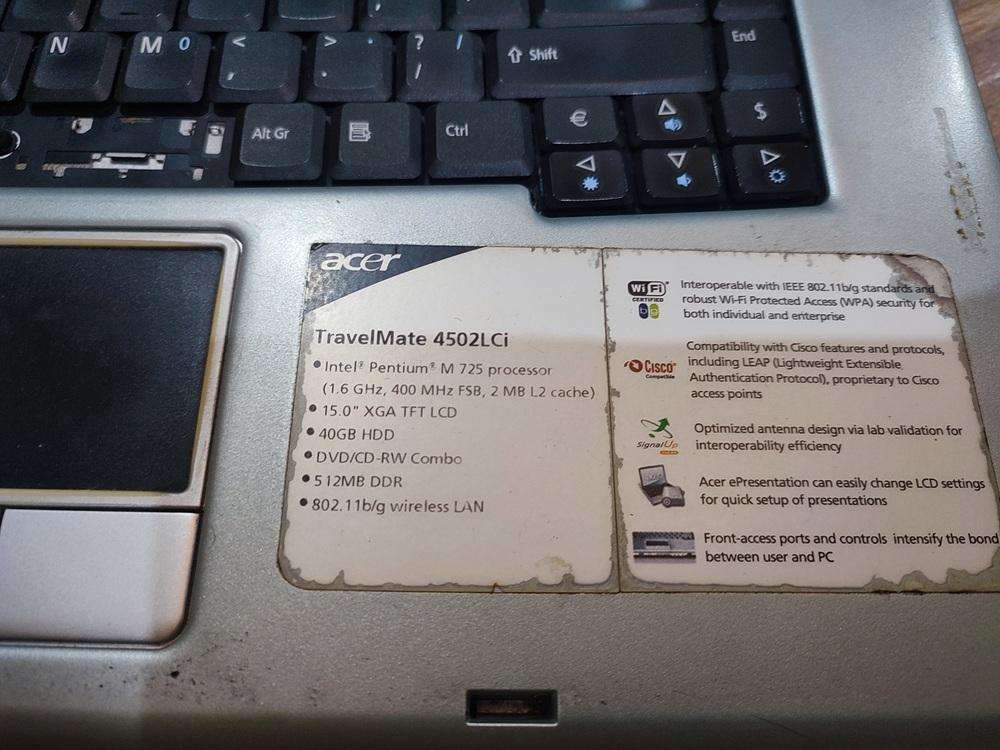 End
N
M 0
< ,
> .
? / /
Shift
Alt Gr
Ctrl
€
$
acer
TravelMate 4502LCi
Intel® Pentium® M 725 processor
(1.6 GHz, 400 MHz FSB, 2 MB L2 cache)
15.0" XGA TFT LCD
40GB HDD
DVD/CD-RW Combo
512MB DDR
802.11b/g wireless LAN
Wi Fi
CERTIFIED
b g
Interoperable with IEEE 802.11b/g standards and
robust Wi-Fi Protected Access (WPA) security for
both individual and enterprise
CISCO
Compatible
Compatibility with Cisco features and protocols,
including LEAP (Lightweight Extensible
Authentication Protocol), proprietary to Cisco
access points
SignalUp
Optimized antenna design via lab validation for
interoperability efficiency
Acer ePresentation can easily change LCD settings
for quick setup of presentations
Front-access ports and controls intensify the bond
between user and PC